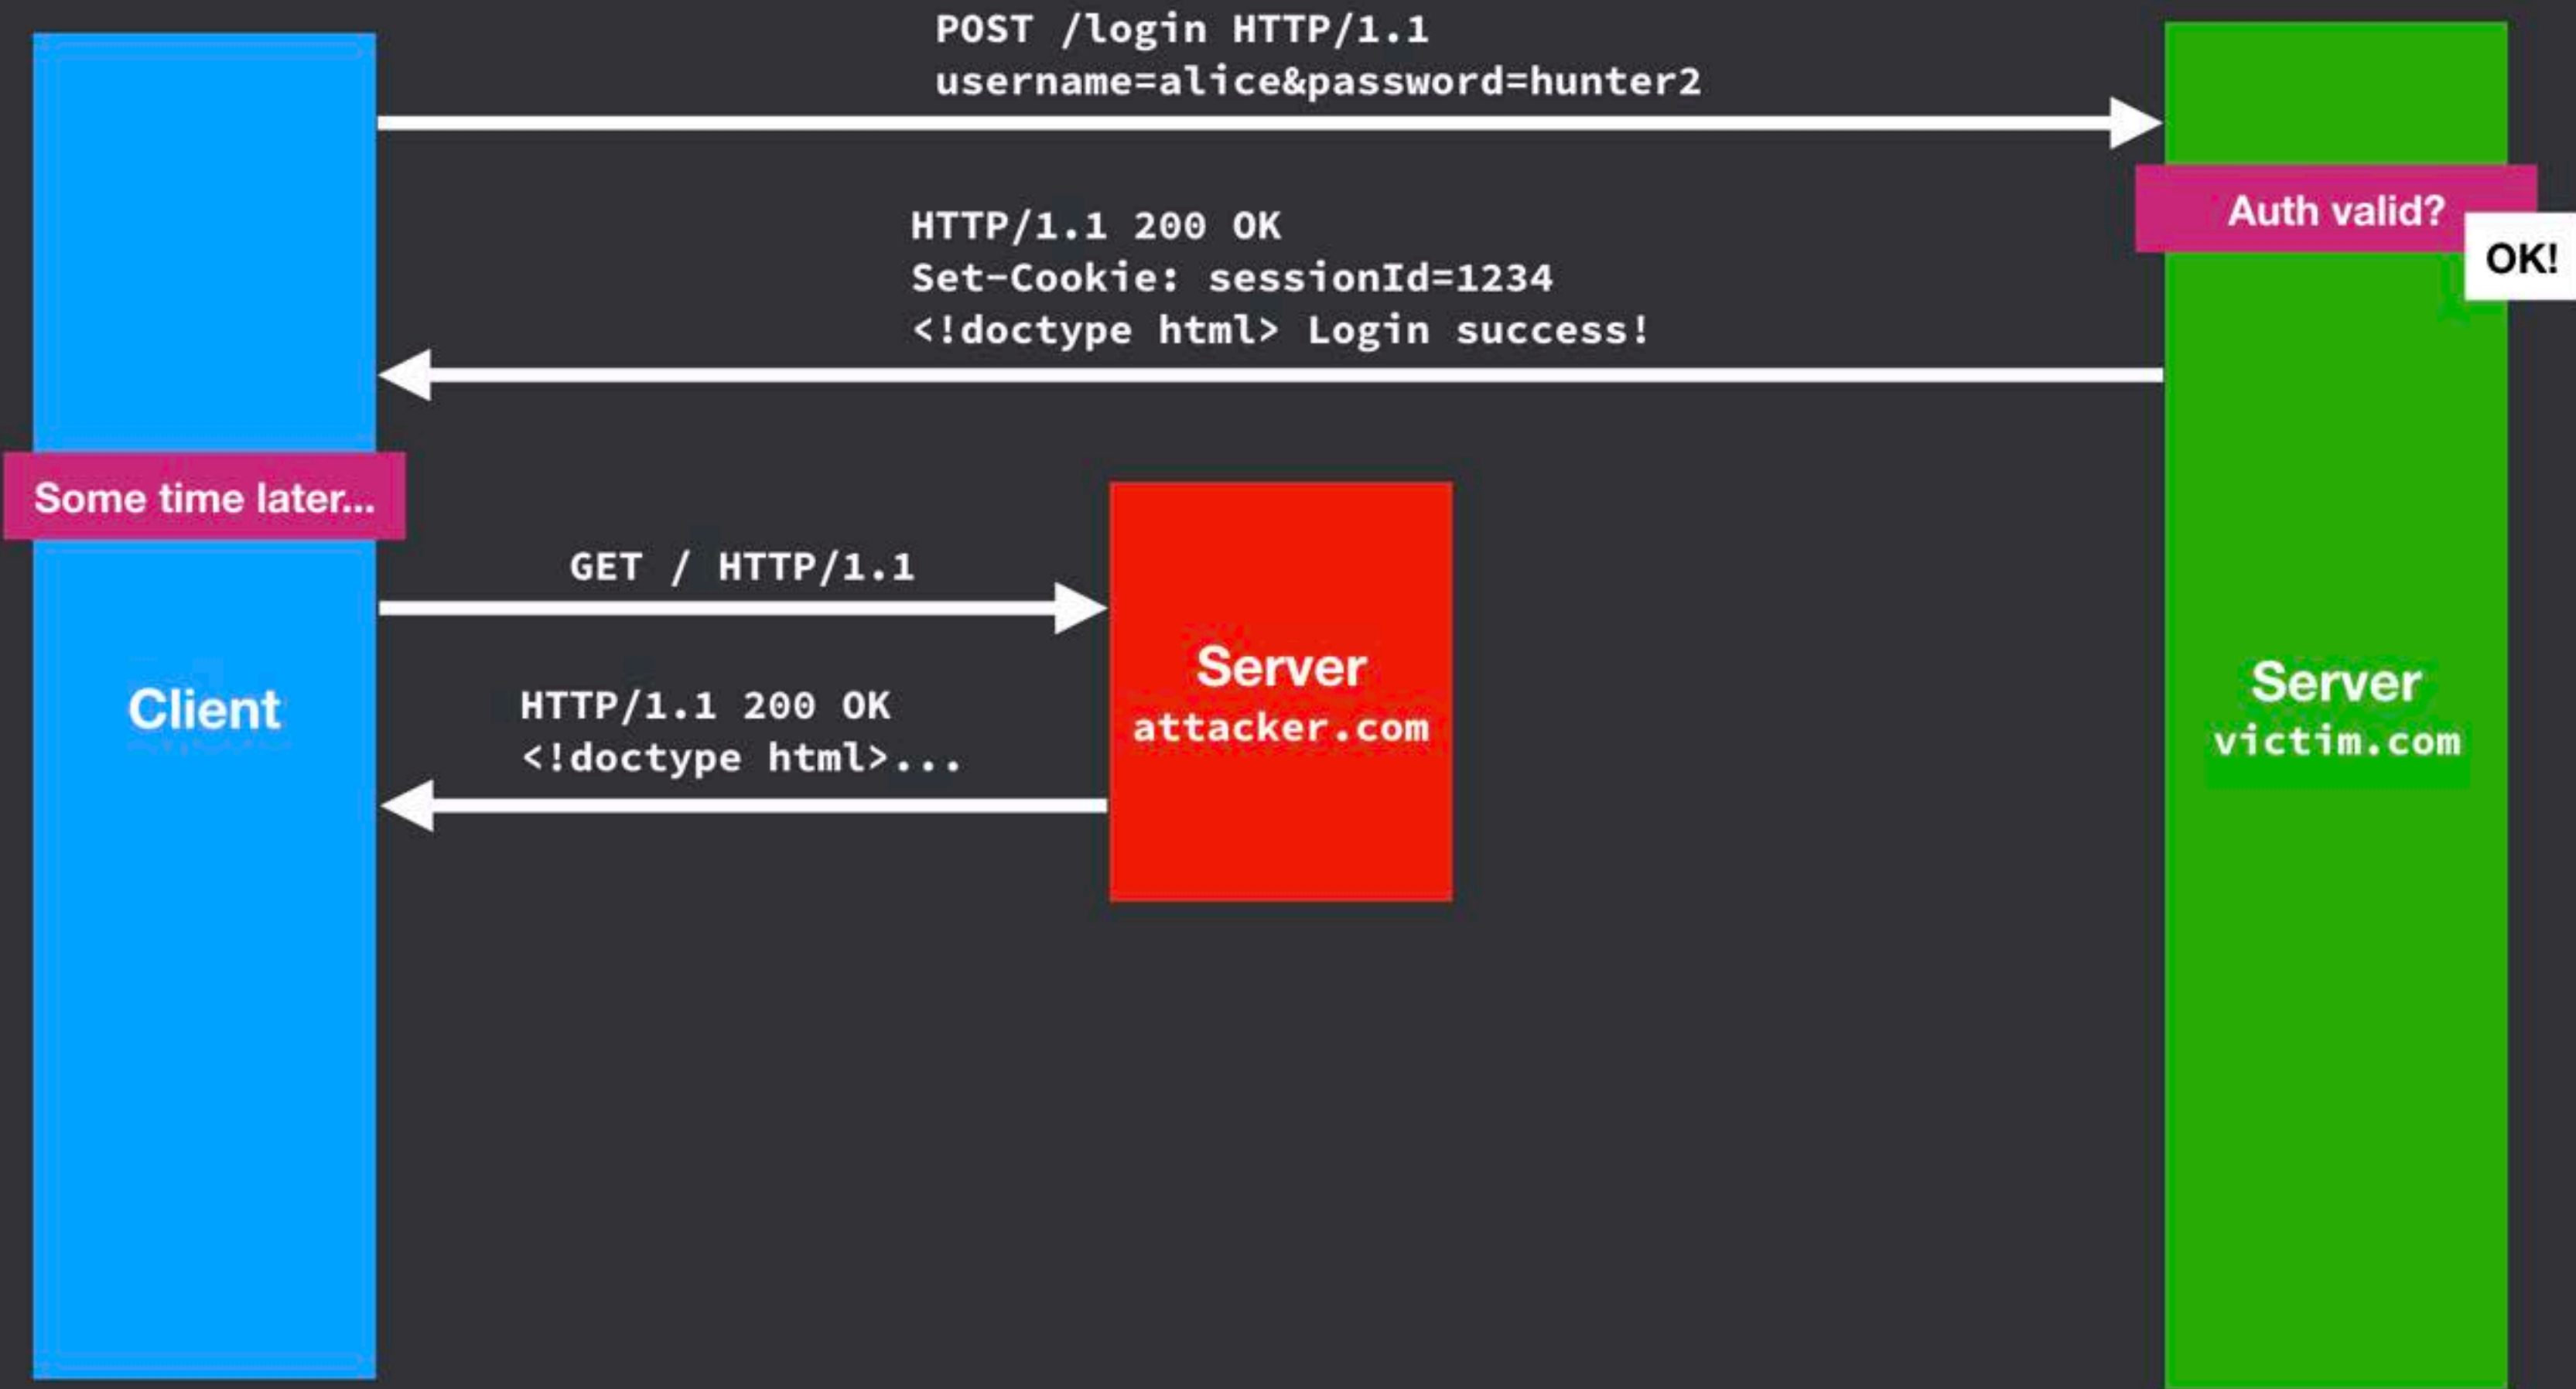 POST /login HTTP/1.1
username=alice&password=hunter2
Auth valid?
OK!
HTTP/1.1 200 OK
Set-Cookie: sessionId=1234
<!doctype html> Login success!
Some time later...
GET / HTTP/1.1
HTTP/1.1 200 OK
<!doctype html>...
Client
Server
attacker.com
Server
victim.com